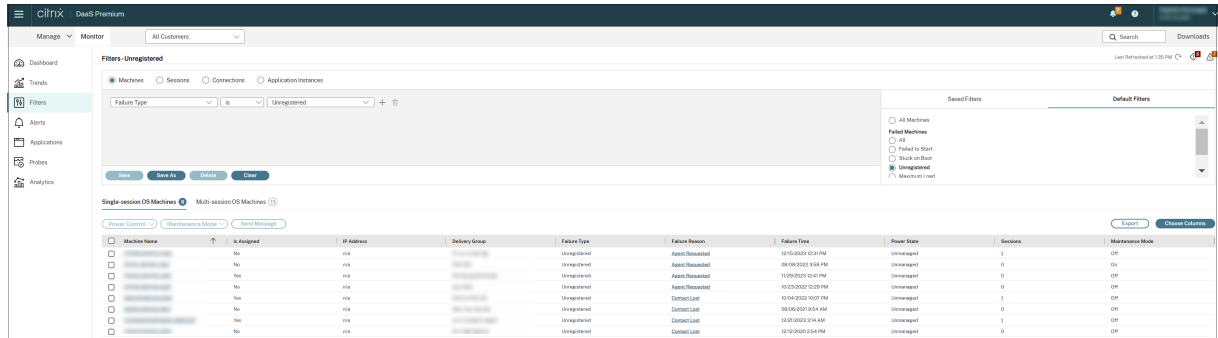 citrix DaaS Premium
Manage Monitor All Customers Search Downloads
Dashboard
Trends
Filters
Alerts
Applications
Probes
Analytics
Filters - Unregistered Last Refreshed at 1:35 PM
Machines Sessions Connections Application Instances
Failure Type is Unregistered
Saved Filters Default Filters
All Machines
Failed Machines
All
Failed to Start
Stuck on Boot
Unregistered
Maximum Load
Save Save As Delete Clear
Single-session OS Machines 8 Multi-session OS Machines 13
Power Control Maintenance Mode Send Message Export Choose Columns
Machine Name Is Assigned IP Address Delivery Group Failure Type Failure Reason Failure Time Power State Sessions Maintenance Mode
No n/a Unregistered Agent Requested 12/15/2023 12:31 PM Unmanaged 1 Off
No n/a Unregistered Agent Requested 08/08/2022 3:58 PM Unmanaged 0 On
Yes n/a Unregistered Agent Requested 11/29/2023 12:41 PM Unmanaged 0 Off
No n/a Unregistered Agent Requested 10/23/2022 12:29 PM Unmanaged 0 Off
Yes n/a Unregistered Contact Lost 10/04/2022 10:07 PM Unmanaged 1 Off
No n/a Unregistered Contact Lost 08/06/2021 9:54 AM Unmanaged 0 Off
Yes n/a Unregistered Contact Lost 12/21/2023 3:14 AM Unmanaged 1 Off
No n/a Unregistered Contact Lost 12/12/2020 2:54 PM Unmanaged 0 Off